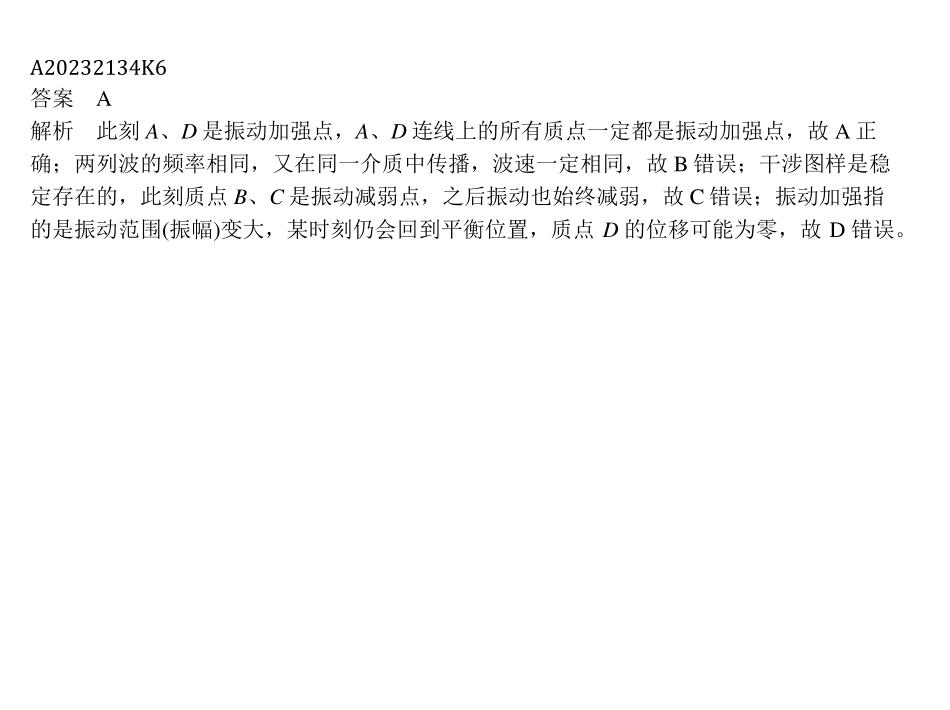 A20232134K6
答案 A
解析 此刻 A、D 是振动加强点，A、D 连线上的所有质点一定都是振动加强点，故 A 正
确；两列波的频率相同，又在同一介质中传播，波速一定相同，故 B 错误；干涉图样是稳
定存在的，此刻质点 B、C 是振动减弱点，之后振动也始终减弱，故 C 错误；振动加强指
的是振动范围(振幅)变大，某时刻仍会回到平衡位置，质点 D 的位移可能为零，故 D 错误。